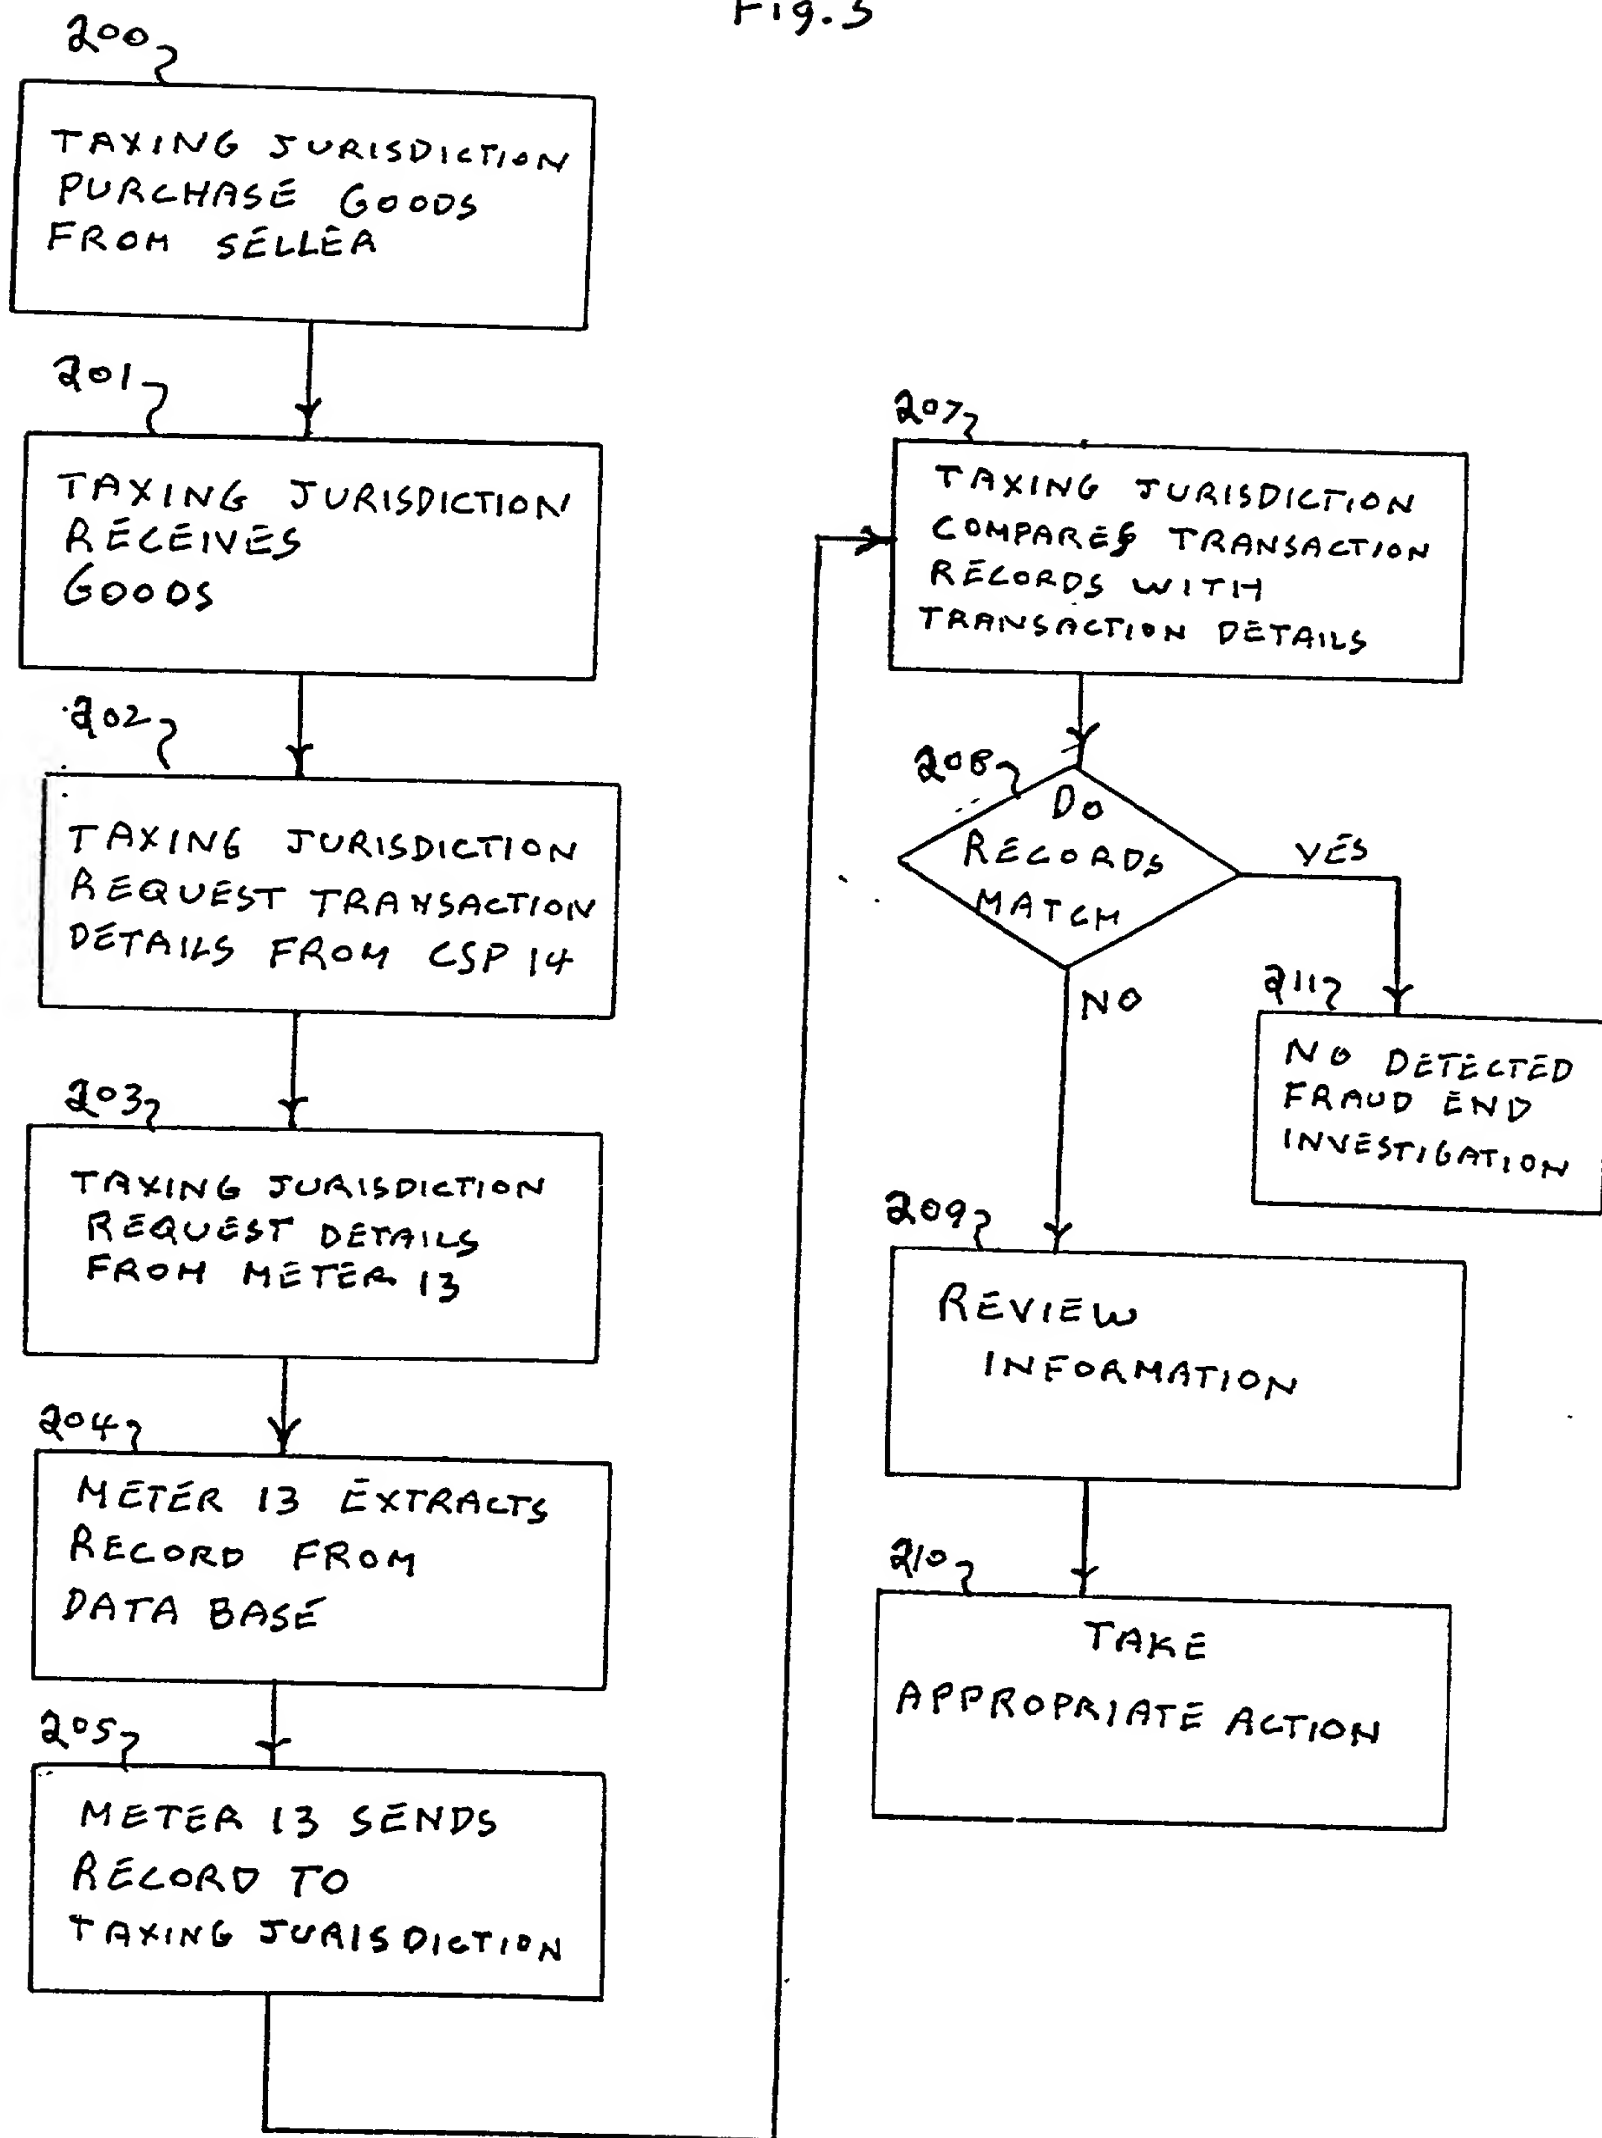 Fig. 3
200
TAXING JURISDICTION
PURCHASE GOODS
FROM SELLER
201
TAXING JURISDICTION
RECEIVES
GOODS
202
TAXING JURISDICTION
REQUEST TRANSACTION
DETAILS FROM CSP 14
203
TAXING JURISDICTION
REQUEST DETAILS
FROM METER 13
204
METER 13 EXTRACTS
RECORD FROM
DATA BASE
205
METER 13 SENDS
RECORD TO
TAXING JURISDICTION
207
TAXING JURISDICTION
COMPARES TRANSACTION
RECORDS WITH
TRANSACTION DETAILS
208
DO
RECORDS
MATCH
YES
NO
211
NO DETECTED
FRAUD END
INVESTIGATION
209
REVIEW
INFORMATION
210
TAKE
APPROPRIATE ACTION